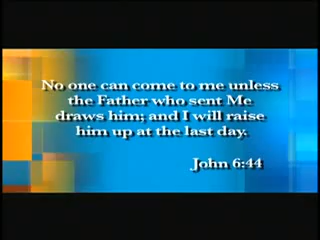 No one can come to me unless
the Father who sent Me
draws him; and I will raise
him up at the last day.
John 6:44